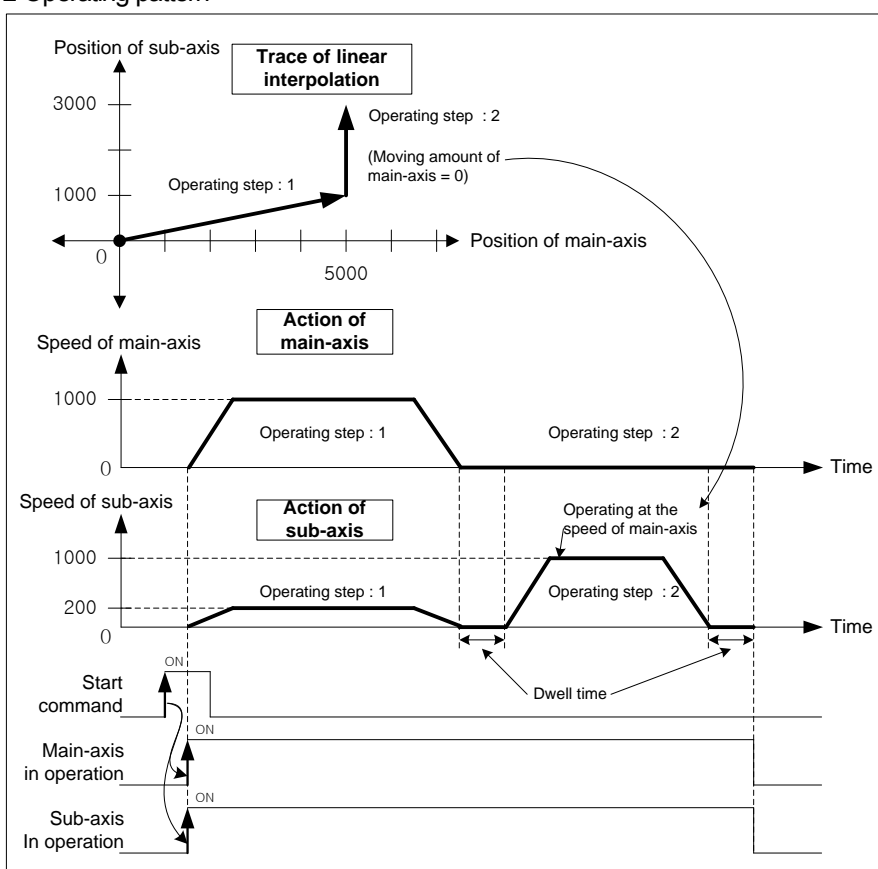 Operating pattern
Position of sub-axis
Trace of linear
interpolation
3000
Operating step : 2
(Moving amount of
main-axis = 0)
Operating step : 1
1000
0
Position of main-axis
5000
Action of
main-axis
Speed of main-axis
1000
Operating step : 1
Operating step : 2
0
Time
Speed of sub-axis
Action of
sub-axis
Operating at the
speed of main-axis
1000
Operating step : 1
Operating step : 2
200
0
Time
Dwell time
ON
Start
command
ON
Main-axis
in operation
ON
Sub-axis
In operation